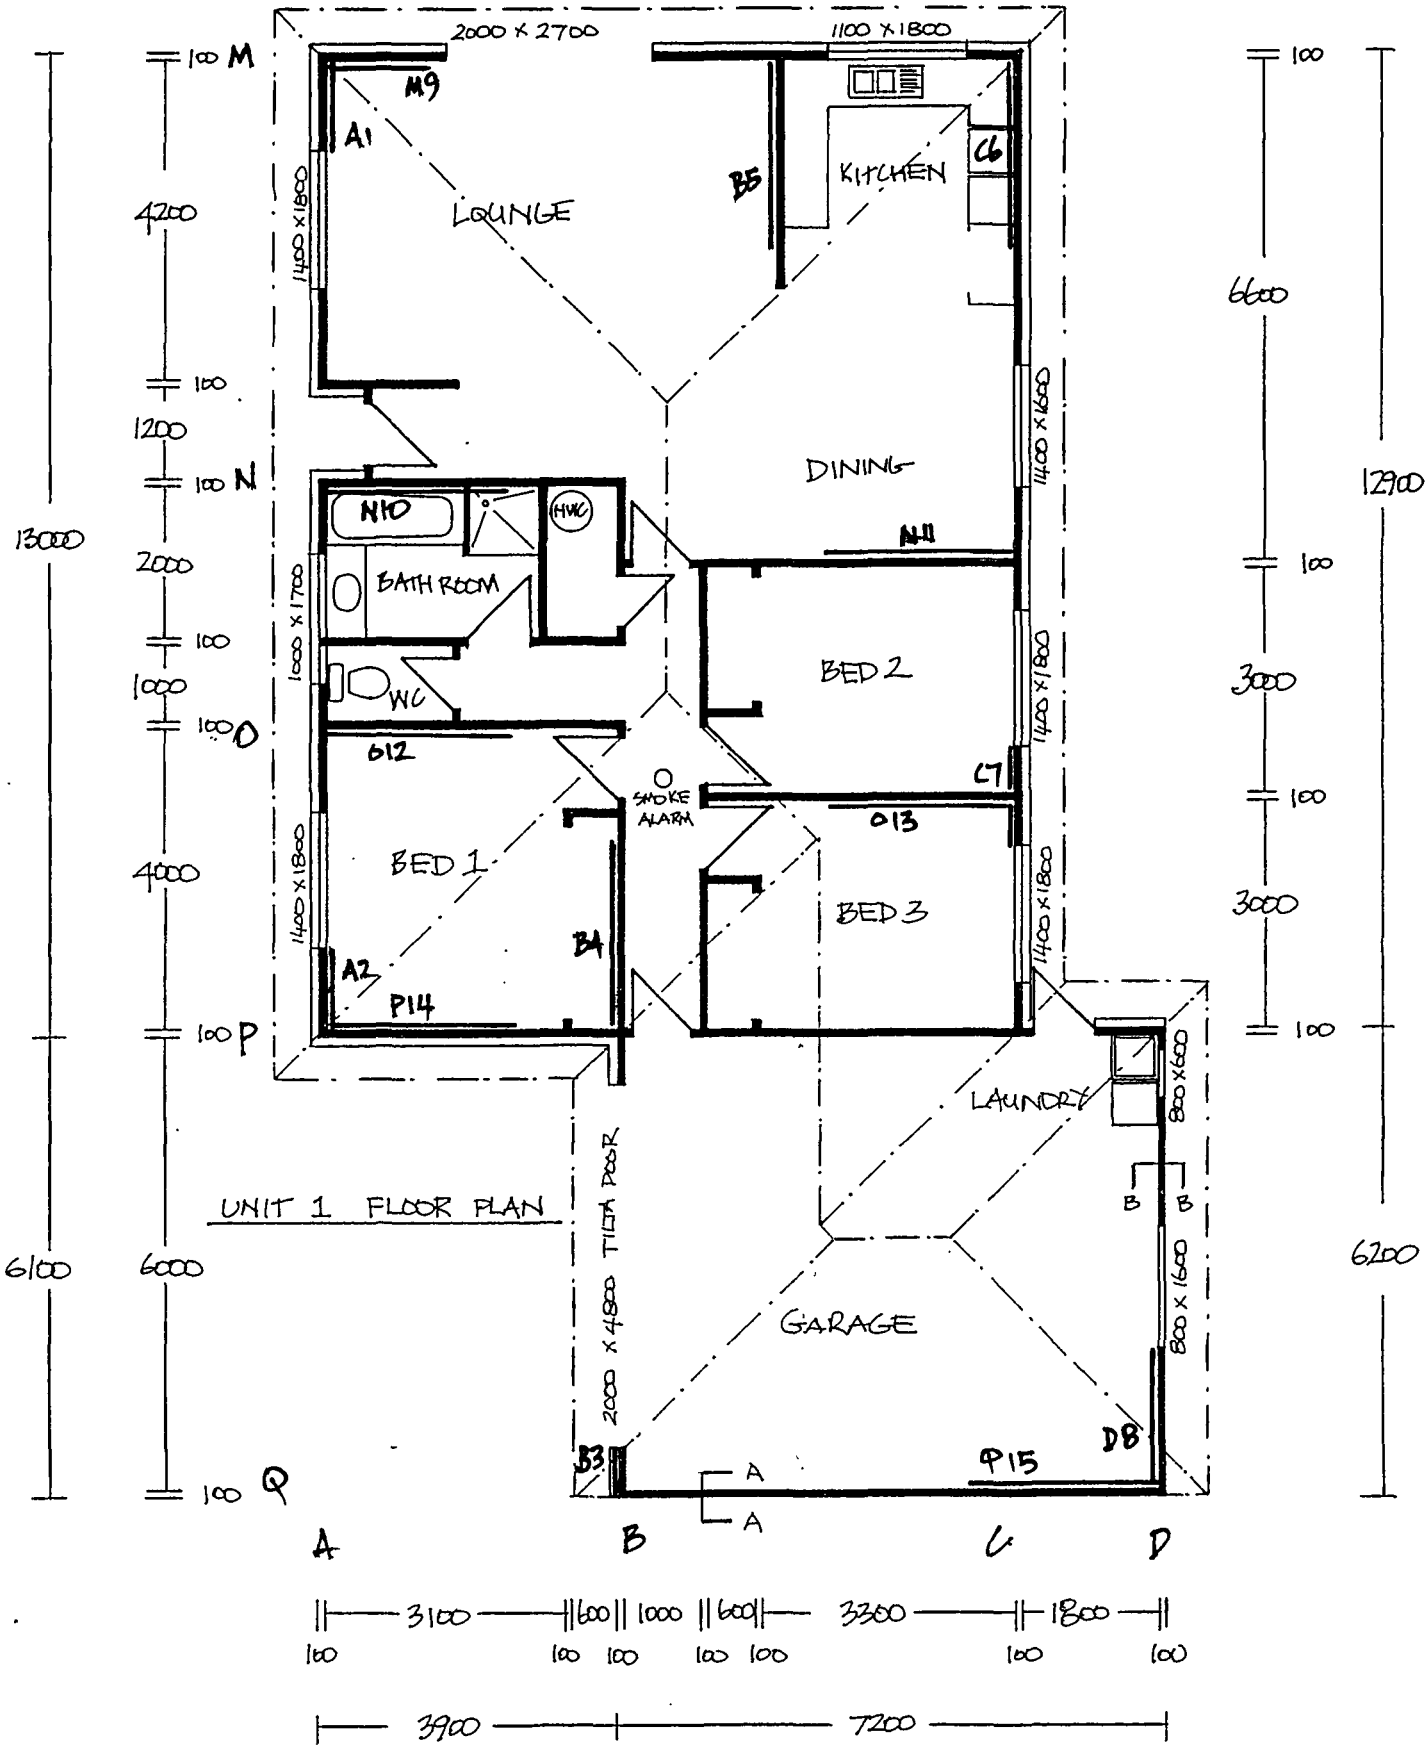 2000 x 2700
1100 x 1800
100 M
100
M9
A1
C6
KITCHEN
B5
LOUNGE
4200
1400 x 1800
6600
100
1200
1400 x 1600
DINING
100 N
12900
N10
HWC
N11
13000
2000
BATHROOM
100
1000 x 1700
100
1000
WC
BED 2
3000
1400 x 1800
100 O
O12
C7
SMOKE
ALARM
100
O13
4000
BED 1
1400 x 1800
BED 3
3000
1400 x 1800
B4
A2
P14
100 P
100
800 x 600
LAUNDRY
2000 x 4800 TILTA DOOR
B B
UNIT 1 FLOOR PLAN
6100
6000
800 x 1600
6200
GARAGE
D8
B3
P15
100 Q
A
A
A B C D
3100 600 1000 600 3300 1800
100 100 100 100 100 100 100
3900 7200